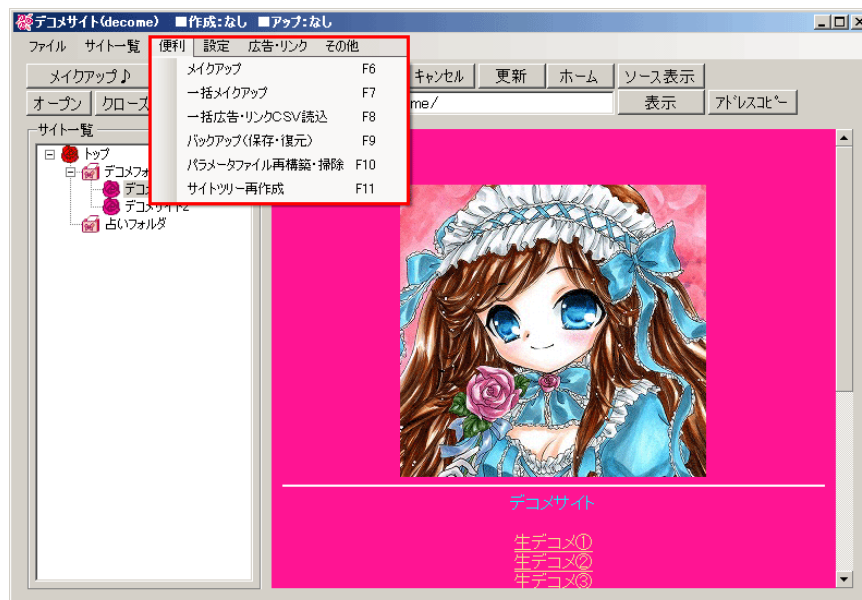 デコメサイト(decome) ■作成:なし ■アップ:なし
ファイル サイト一覧 便利 設定 広告・リンク その他
メイクアップ♪ キャンセル 更新 ホーム ソース表示
オープン クローズ me/ 表示 アドレスコピー
メイクアップ F6
一括メイクアップ F7
一括広告・リンクCSV読込 F8
バックアップ(保存・復元) F9
パラメータファイル再構築・掃除 F10
サイトツリー再作成 F11
サイト一覧
トップ
デコメフォ
デコメ
デコメサイト2
占いフォルダ
デコメサイト
生デコメ①
生デコメ②
生デコメ③